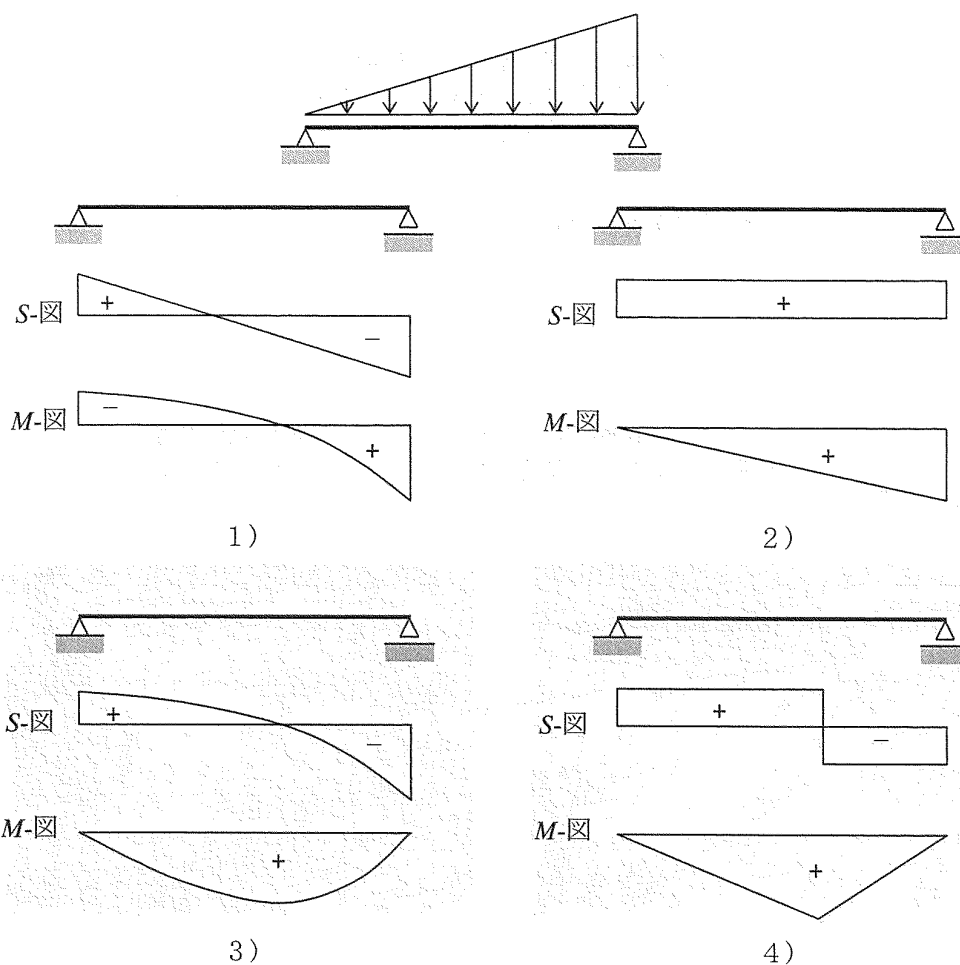 S-図 + −
S-図 +
M-図 − +
M-図 +
1)
2)
S-図 + −
S-図 + −
M-図 +
M-図 +
3)
4)